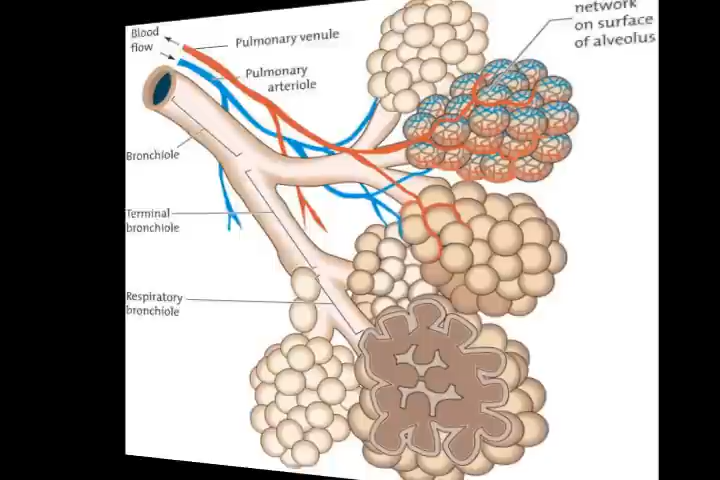 Blood
flow
Pulmonary venule
Pulmonary
arteriole
network
on surface
of alveolus
Bronchiole
Terminal
bronchiole
Respiratory
bronchiole